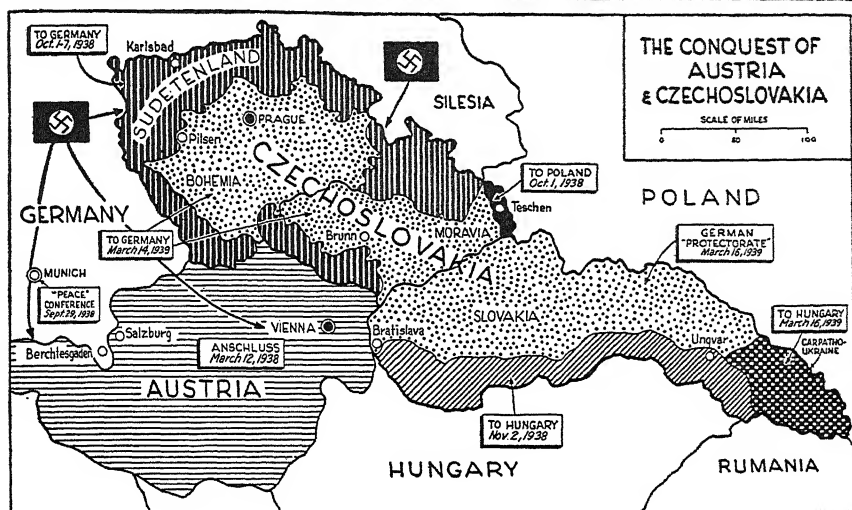 THE CONQUEST OF
AUSTRIA
& CZECHOSLOVAKIA
SCALE OF MILES
0 50 100
TO GERMANY
Oct. 1-7, 1938
Karlsbad
SUDETENLAND
SILESIA
PRAGUE
Pilsen
BOHEMIA
CZECHOSLOVAKIA
TO POLAND
Oct. 1, 1938
Teschen
POLAND
GERMANY
TO GERMANY
March 14, 1939
Brunn
MORAVIA
GERMAN
"PROTECTORATE"
March 16, 1939
MUNICH
"PEACE"
CONFERENCE
Sept. 29, 1938
SLOVAKIA
VIENNA
Salzburg
Bratislava
Berchtesgaden
ANSCHLUSS
March 12, 1938
Ungvar
TO HUNGARY
March 16, 1939
CARPATHO-
UKRAINE
AUSTRIA
TO HUNGARY
Nov. 2, 1938
HUNGARY
RUMANIA